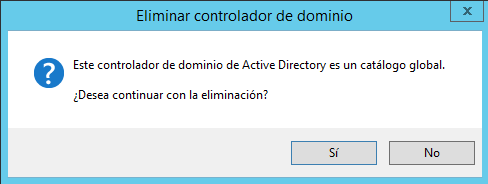 Eliminar controlador de dominio
x
Este controlador de dominio de Active Directory es un catálogo global.
?
¿Desea continuar con la eliminación?
Sí
No